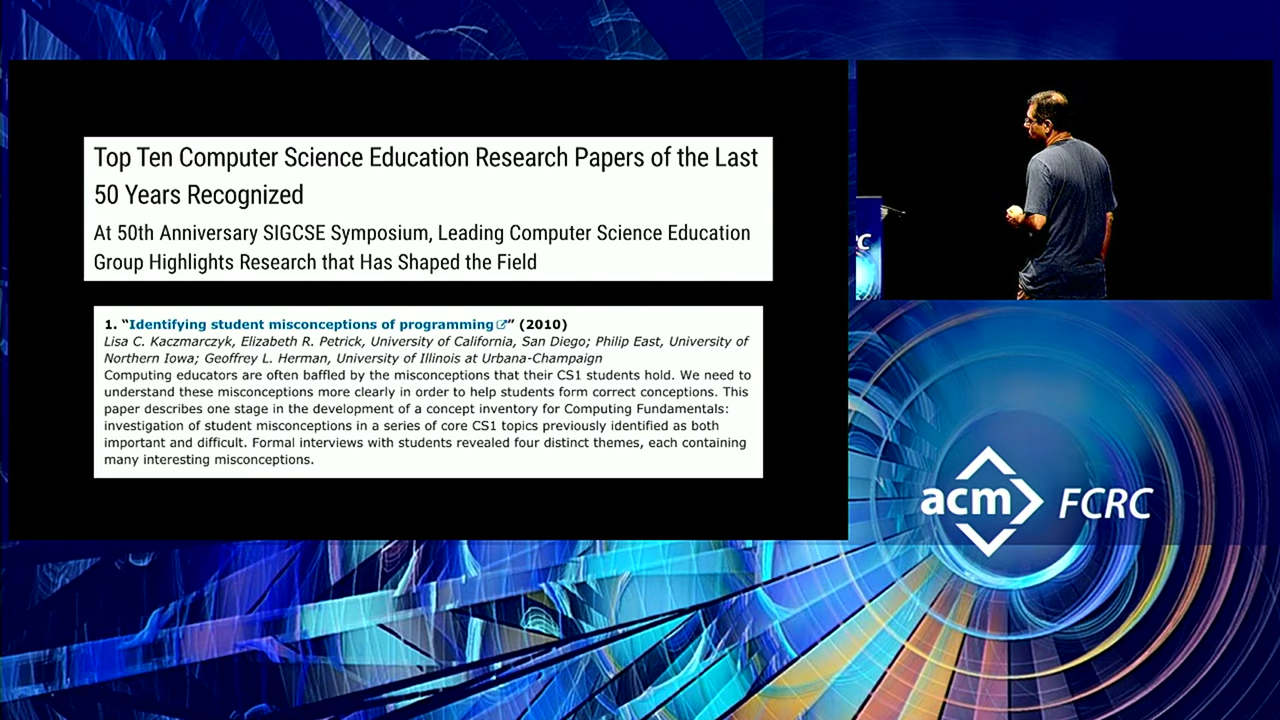 Top Ten Computer Science Education Research Papers of the Last
50 Years Recognized
At 50th Anniversary SIGCSE Symposium, Leading Computer Science Education
Group Highlights Research that Has Shaped the Field
1. “Identifying student misconceptions of programming” (2010)
Lisa C. Kaczmarczyk, Elizabeth R. Petrick, University of California, San Diego; Philip East, University of
Northern Iowa; Geoffrey L. Herman, University of Illinois at Urbana-Champaign
Computing educators are often baffled by the misconceptions that their CS1 students hold. We need to
understand these misconceptions more clearly in order to help students form correct conceptions. This
paper describes one stage in the development of a concept inventory for Computing Fundamentals:
investigation of student misconceptions in a series of core CS1 topics previously identified as both
important and difficult. Formal interviews with students revealed four distinct themes, each containing
many interesting misconceptions.
acm FCRC